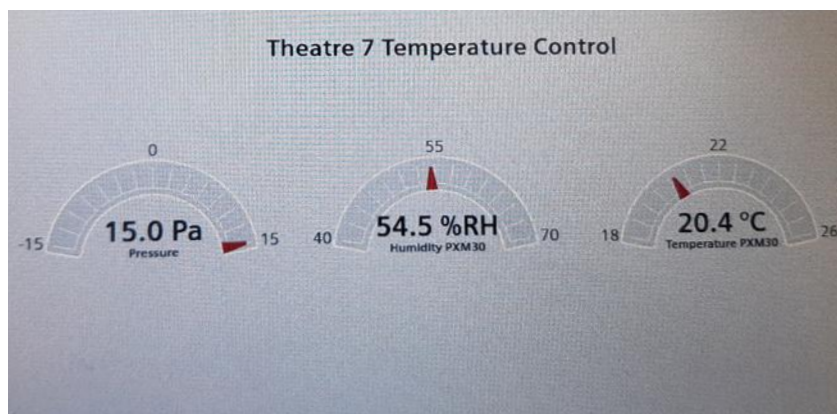 Theatre 7 Temperature Control
0
-15
15
15.0 Pa
Pressure
55
40
70
54.5 %RH
Humidity PXM30
22
18
26
20.4 °C
Temperature PXM30